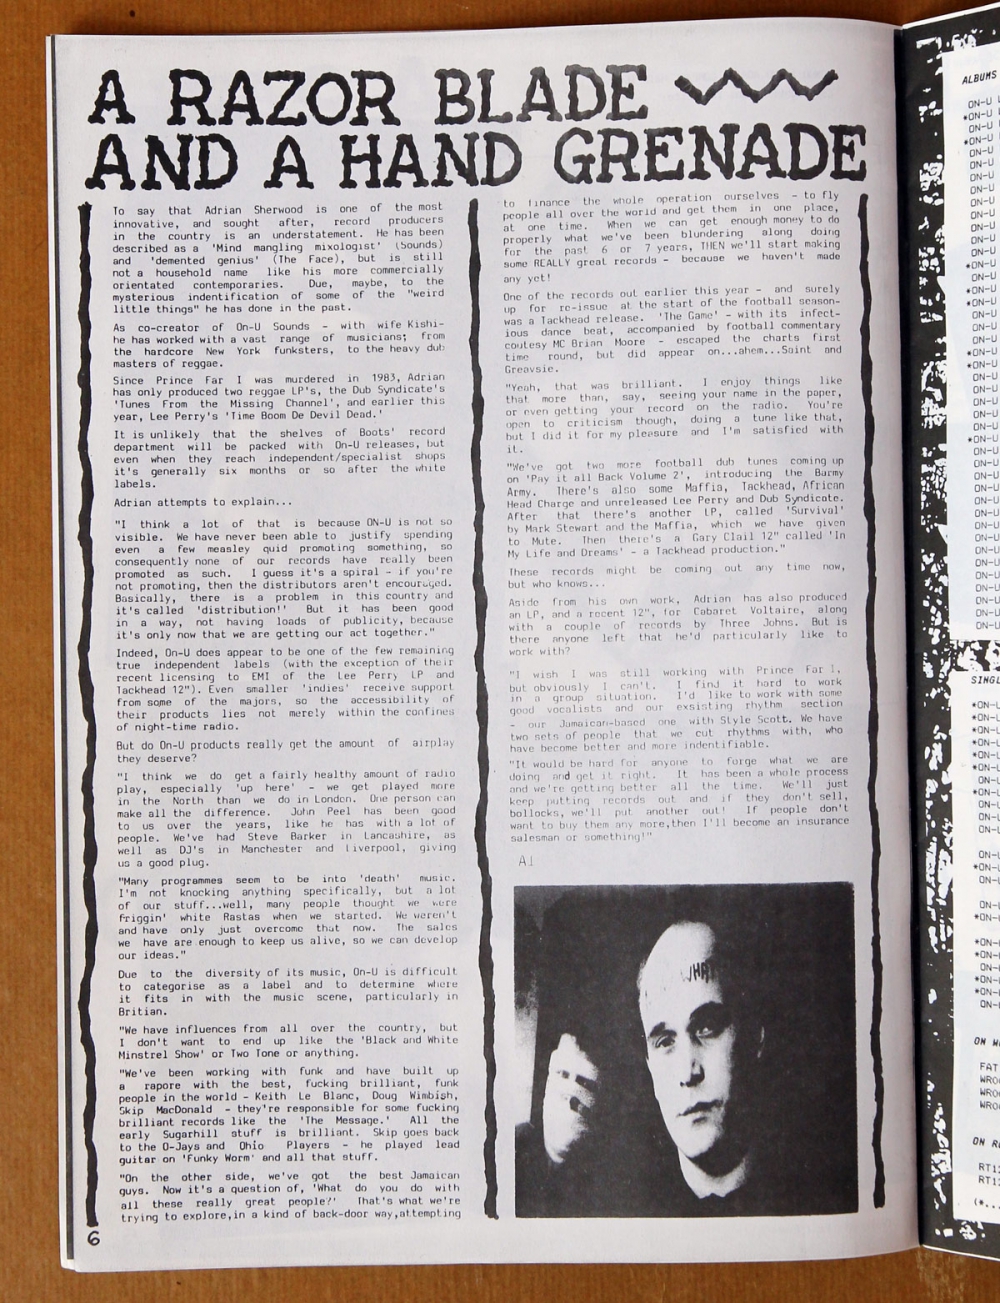 A RAZOR BLADE
AND A HAND GRENADE
To say that Adrian Sherwood is one of the most
innovative, and sought after, record producers
in the country is an understatement. He has been
described as a 'Mind mangling mixologist' (Sounds)
and 'demented genius' (The Face), but is still
not a household name like his more commercially
orientated contemporaries. Due, maybe, to the
mysterious indentification of some of the "weird
little things" he has done in the past.
As co-creator of On-U Sounds - with wife Kishi-
he has worked with a vast range of musicians; from
the hardcore New York funksters, to the heavy dub
masters of reggae.
Since Prince Far I was murdered in 1983, Adrian
has only produced two reggae LP's, the Dub Syndicate's
'Tunes From the Missing Channel', and earlier this
year, Lee Perry's 'Time Boom De Devil Dead.'
It is unlikely that the shelves of Boots' record
department will be packed with On-U releases, but
even when they reach independent/specialist shops
it's generally six months or so after the white
labels.
Adrian attempts to explain...
"I think a lot of that is because ON-U is not so
visible. We have never been able to justify spending
even a few measley quid promoting something, so
consequently none of our records have really been
promoted as such. I guess it's a spiral - if you're
not promoting, then the distributors aren't encouraged.
Basically, there is a problem in this country and
it's called 'distribution!' But it has been good
in a way, not having loads of publicity, because
it's only now that we are getting our act together."
Indeed, On-U does appear to be one of the few remaining
true independent labels (with the exception of their
recent licensing to EMI of the Lee Perry LP and
Tackhead 12"). Even smaller 'indies' receive support
from some of the majors, so the accessibility of
their products lies not merely within the confines
of night-time radio.
But do On-U products really get the amount of airplay
they deserve?
"I think we do get a fairly healthy amount of radio
play, especially 'up here' - we get played more
in the North than we do in London. One person can
make all the difference. John Peel has been good
to us over the years, like he has with a lot of
people. We've had Steve Barker in Lancashire, as
well as DJ's in Manchester and Liverpool, giving
us a good plug.
"Many programmes seem to be into 'death' music.
I'm not knocking anything specifically, but a lot
of our stuff...well, many people thought we were
friggin' white Rastas when we started. We weren't
and have only just overcome that now. The sales
we have are enough to keep us alive, so we can develop
our ideas."
Due to the diversity of its music, On-U is difficult
to categorise as a label and to determine where
it fits in with the music scene, particularly in
Britian.
"We have influences from all over the country, but
I don't want to end up like the 'Black and White
Minstrel Show' or Two Tone or anything.
"We've been working with funk and have built up
a rapore with the best, fucking brilliant, funk
people in the world - Keith Le Blanc, Doug Wimbish,
Skip MacDonald - they're responsible for some fucking
brilliant records like the 'The Message.' All the
early Sugarhill stuff is brilliant. Skip goes back
to the O-Jays and Ohio Players - he played lead
guitar on 'Funky Worm' and all that stuff.
"On the other side, we've got the best Jamaican
guys. Now it's a question of, 'What do you do with
all these really great people?' That's what we're
trying to explore,in a kind of back-door way,attempting
6
to finance the whole operation ourselves - to fly
people all over the world and get them in one place,
at one time. When we can get enough money to do
properly what we've been blundering along doing
for the past 6 or 7 years, THEN we'll start making
some REALLY great records - because we haven't made
any yet!
One of the records out earlier this year - and surely
up for re-issue at the start of the football season-
was a Tackhead release. 'The Game' - with its infect-
ious dance beat, accompanied by football commentary
coutesy MC Brian Moore - escaped the charts first
time round, but did appear on...ahem...Saint and
Greavsie.
"Yeah, that was brilliant. I enjoy things like
that more than, say, seeing your name in the paper,
or even getting your record on the radio. You're
open to criticism though, doing a tune like that,
but I did it for my pleasure and I'm satisfied with
it.
"We've got two more football dub tunes coming up
on 'Pay it all Back Volume 2', introducing the Barmy
Army. There's also some Maffia, Tackhead, African
Head Charge and unreleased Lee Perry and Dub Syndicate.
After that there's another LP, called 'Survival'
by Mark Stewart and the Maffia, which we have given
to Mute. Then there's a Gary Clail 12" called 'In
My Life and Dreams' - a Tackhead production."
These records might be coming out any time now,
but who knows...
Aside from his own work, Adrian has also produced
an LP, and a recent 12", for Cabaret Voltaire, along
with a couple of records by Three Johns. But is
there anyone left that he'd particularly like to
work with?
"I wish I was still working with Prince Far I,
but obviously I can't. I find it hard to work
in a group situation. I'd like to work with some
good vocalists and our exsisting rhythm section
- our Jamaican-based one with Style Scott. We have
two sets of people that we cut rhythms with, who
have become better and more indentifiable.
"It would be hard for anyone to forge what we are
doing and get it right. It has been a whole process
and we're getting better all the time. We'll just
keep putting records out and if they don't sell,
bollocks, we'll put another out! If people don't
want to buy them any more,then I'll become an insurance
salesman or something!"
ALBUMS
ON-U
*ON-U
ON-U
*ON-U
ON-U
ON-U
ON-U
ON-U
ON-U
ON-U
ON-U
ON-U
ON-U
*ON-U
SINGL
*ON-U
FAT
WRO
WRO
WRO
RT12
RT12
(*...